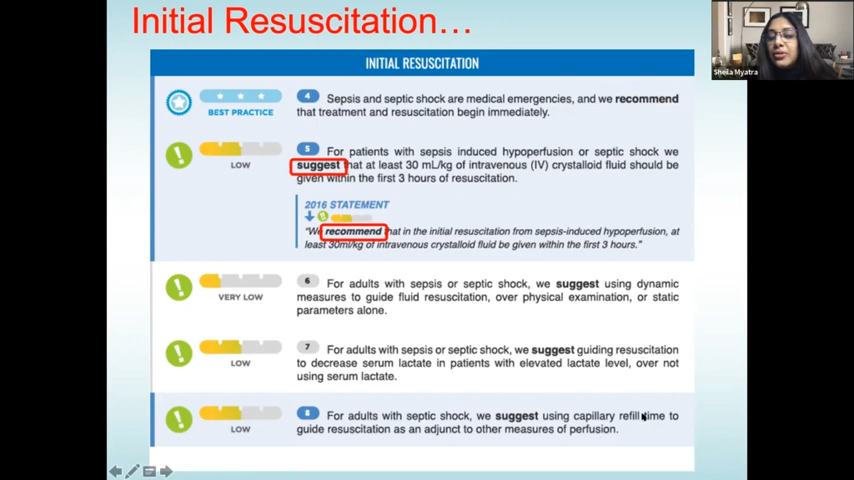 Initial Resuscitation…
Sheila Myatra
INITIAL RESUSCITATION
BEST PRACTICE
4 Sepsis and septic shock are medical emergencies, and we recommend
that treatment and resuscitation begin immediately.
LOW
5 For patients with sepsis induced hypoperfusion or septic shock we
suggest that at least 30 mL/kg of intravenous (IV) crystalloid fluid should be
given within the first 3 hours of resuscitation.
2016 STATEMENT
"We recommend that in the initial resuscitation from sepsis-induced hypoperfusion, at
least 30ml/kg of intravenous crystalloid fluid be given within the first 3 hours."
VERY LOW
6 For adults with sepsis or septic shock, we suggest using dynamic
measures to guide fluid resuscitation, over physical examination, or static
parameters alone.
LOW
7 For adults with sepsis or septic shock, we suggest guiding resuscitation
to decrease serum lactate in patients with elevated lactate level, over not
using serum lactate.
LOW
8 For adults with septic shock, we suggest using capillary refill time to
guide resuscitation as an adjunct to other measures of perfusion.